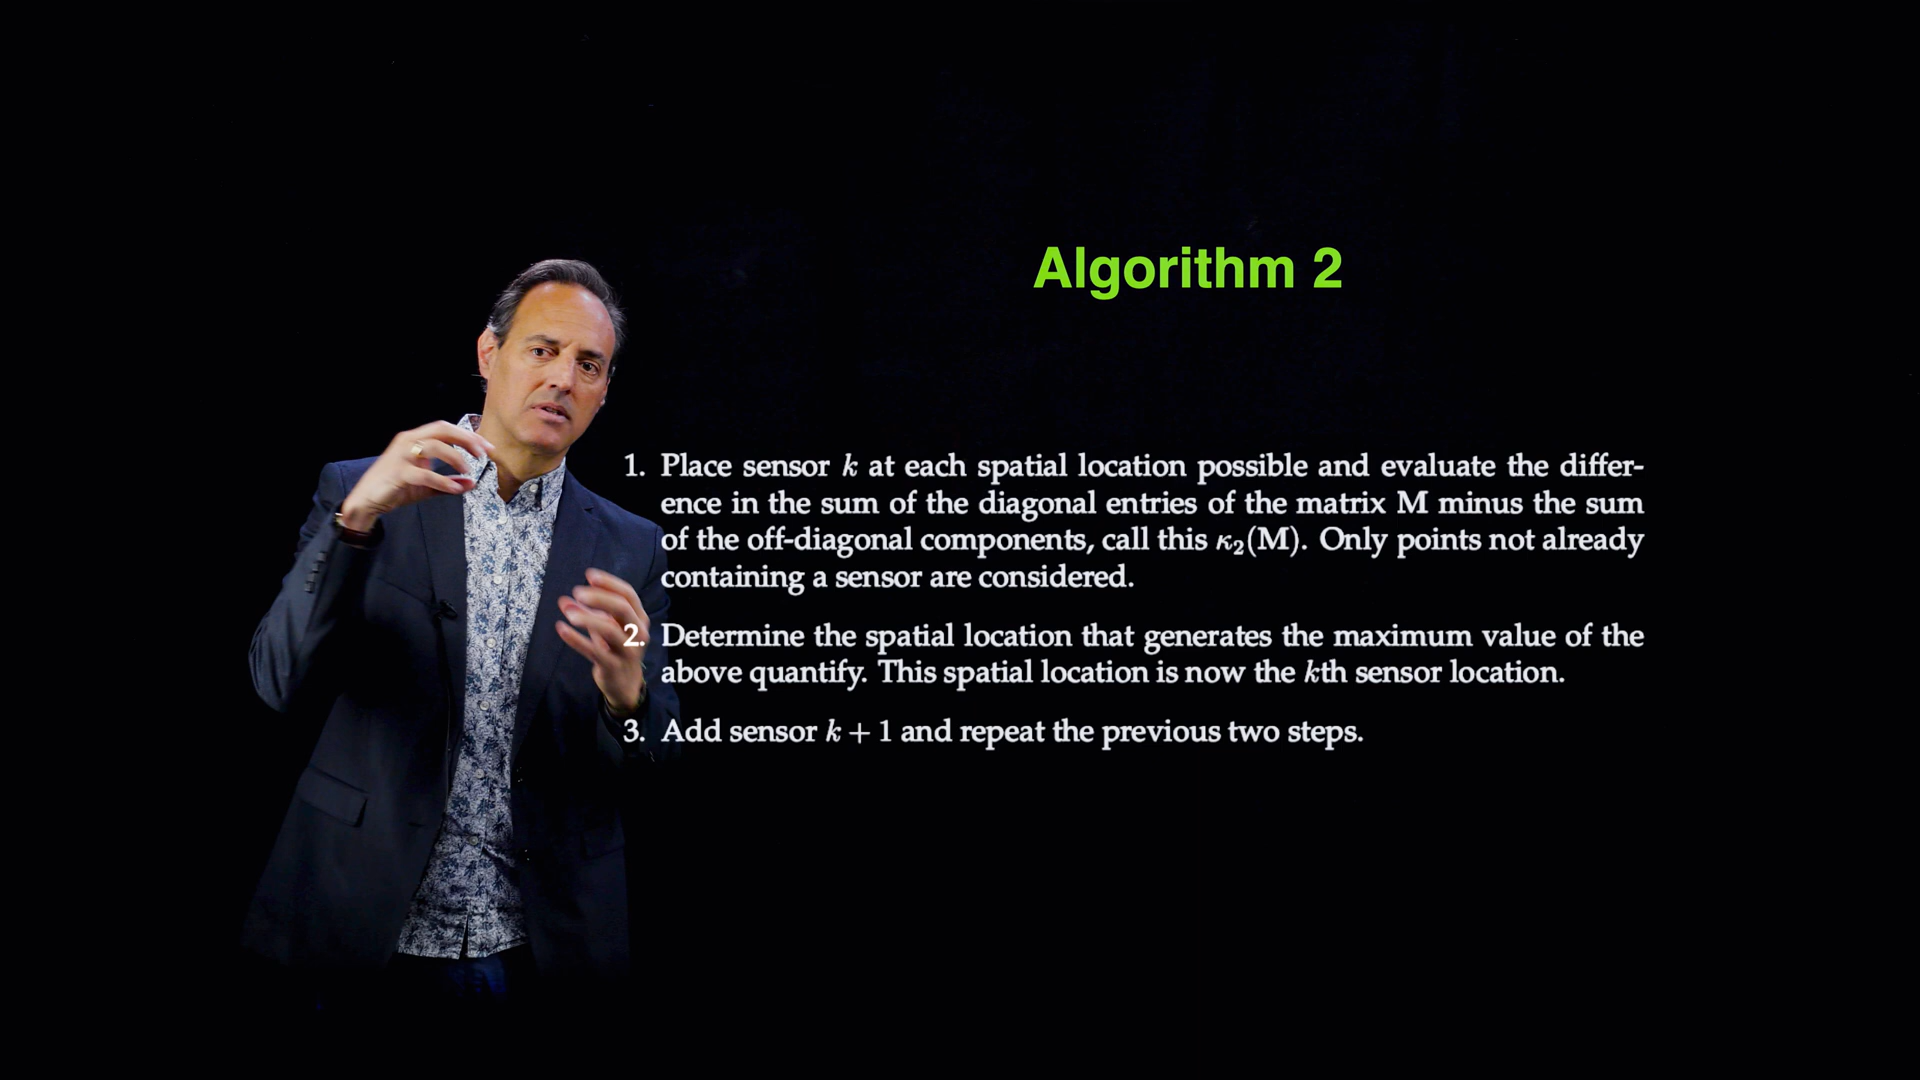 Algorithm 2
1. Place sensor k at each spatial location possible and evaluate the differ-
ence in the sum of the diagonal entries of the matrix M minus the sum
of the off-diagonal components, call this κ₂(M). Only points not already
containing a sensor are considered.
2. Determine the spatial location that generates the maximum value of the
above quantify. This spatial location is now the kth sensor location.
3. Add sensor k + 1 and repeat the previous two steps.